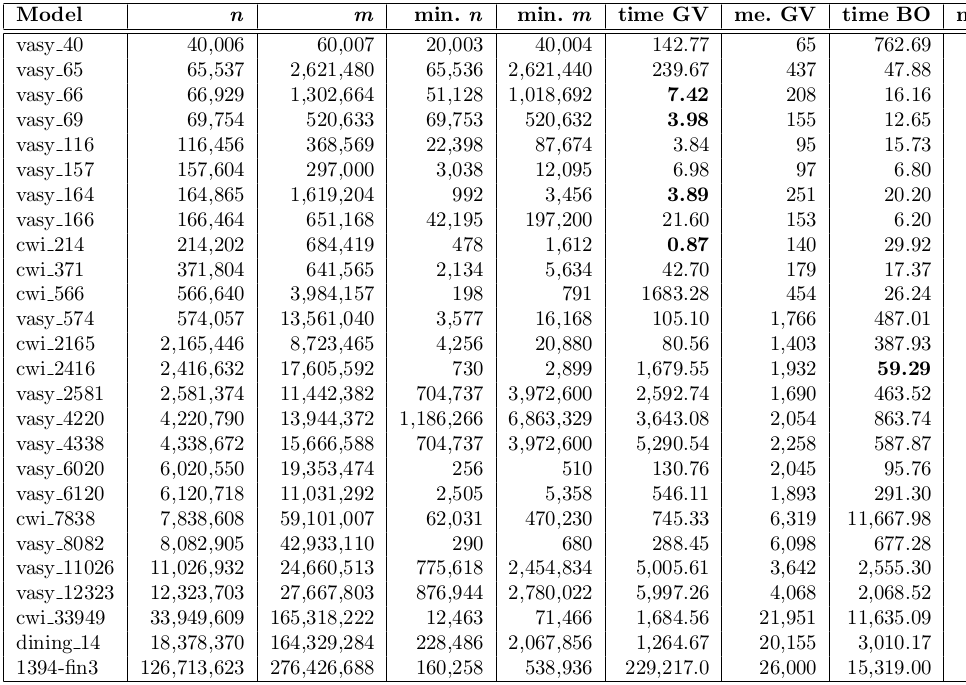 Model n m min. n min. m time GV me. GV time BO
vasy_40 40,006 60,007 20,003 40,004 142.77 65 762.69
vasy_65 65,537 2,621,480 65,536 2,621,440 239.67 437 47.88
vasy_66 66,929 1,302,664 51,128 1,018,692 7.42 208 16.16
vasy_69 69,754 520,633 69,753 520,632 3.98 155 12.65
vasy_116 116,456 368,569 22,398 87,674 3.84 95 15.73
vasy_157 157,604 297,000 3,038 12,095 6.98 97 6.80
vasy_164 164,865 1,619,204 992 3,456 3.89 251 20.20
vasy_166 166,464 651,168 42,195 197,200 21.60 153 6.20
cwi_214 214,202 684,419 478 1,612 0.87 140 29.92
cwi_371 371,804 641,565 2,134 5,634 42.70 179 17.37
cwi_566 566,640 3,984,157 198 791 1683.28 454 26.24
vasy_574 574,057 13,561,040 3,577 16,168 105.10 1,766 487.01
cwi_2165 2,165,446 8,723,465 4,256 20,880 80.56 1,403 387.93
cwi_2416 2,416,632 17,605,592 730 2,899 1,679.55 1,932 59.29
vasy_2581 2,581,374 11,442,382 704,737 3,972,600 2,592.74 1,690 463.52
vasy_4220 4,220,790 13,944,372 1,186,266 6,863,329 3,643.08 2,054 863.74
vasy_4338 4,338,672 15,666,588 704,737 3,972,600 5,290.54 2,258 587.87
vasy_6020 6,020,550 19,353,474 256 510 130.76 2,045 95.76
vasy_6120 6,120,718 11,031,292 2,505 5,358 546.11 1,893 291.30
cwi_7838 7,838,608 59,101,007 62,031 470,230 745.33 6,319 11,667.98
vasy_8082 8,082,905 42,933,110 290 680 288.45 6,098 677.28
vasy_11026 11,026,932 24,660,513 775,618 2,454,834 5,005.61 3,642 2,555.30
vasy_12323 12,323,703 27,667,803 876,944 2,780,022 5,997.26 4,068 2,068.52
cwi_33949 33,949,609 165,318,222 12,463 71,466 1,684.56 21,951 11,635.09
dining_14 18,378,370 164,329,284 228,486 2,067,856 1,264.67 20,155 3,010.17
1394-fin3 126,713,623 276,426,688 160,258 538,936 229,217.0 26,000 15,319.00